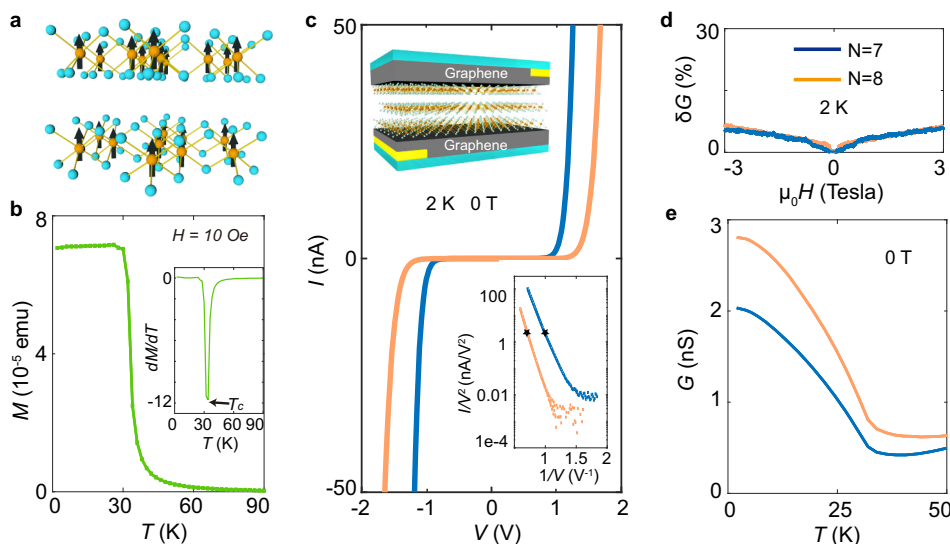 a
b
8
4
0
M (10⁻⁵ emu)
H = 10 Oe
0
-12
dM/dT
Tc
0 30 60 90
T (K)
0 30 60 90
T (K)
c
50
0
-50
I (nA)
Graphene
Graphene
2 K 0 T
100
1
0.01
1e-4
I/V² (nA/V²)
1 1.5 2
1/V (V⁻¹)
-2 -1 0 1 2
V (V)
d
30
0
δG (%)
N=7
N=8
2 K
-3 0 3
μ₀H (Tesla)
e
3
2
1
0
G (nS)
0 T
0 25 50
T (K)